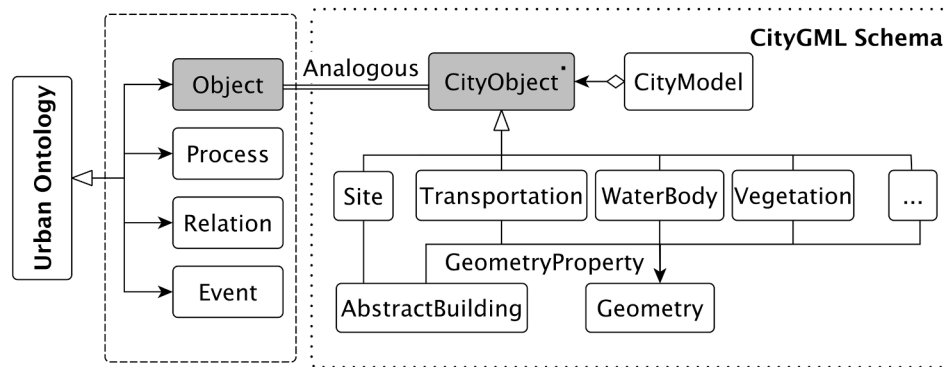 CityGML Schema
Urban Ontology
Object
Analogous
CityObject
CityModel
Process
Relation
Event
Site
Transportation
WaterBody
Vegetation
...
GeometryProperty
AbstractBuilding
Geometry